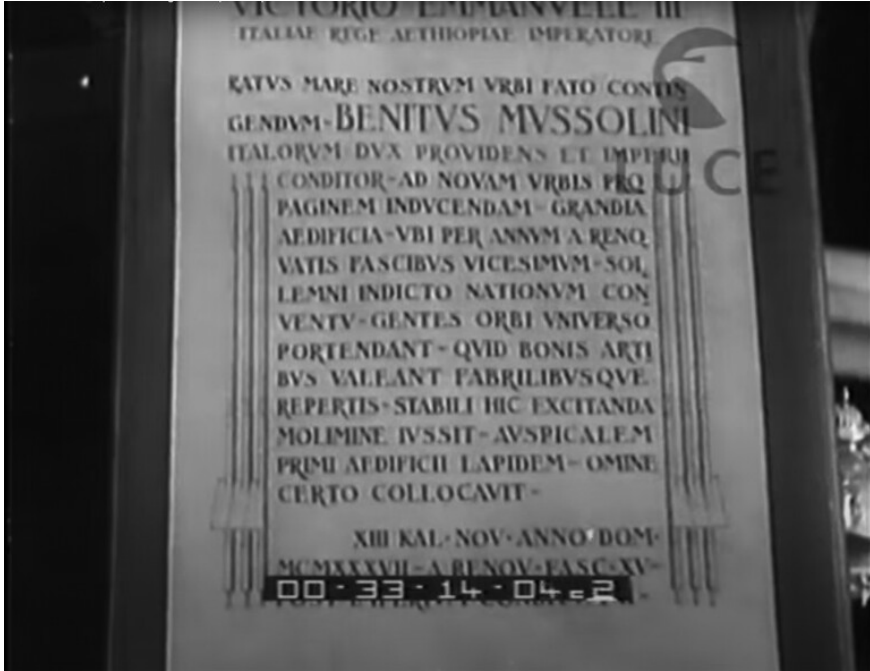 VICTORIO EMMANVELE III
ITALIAE REGE AETHIOPIAE IMPERATORE
RATVS MARE NOSTRVM VRBI FATO CONTIN
GENDVM-BENITVS MVSSOLINI
ITALORVM DVX PROVIDENS ET IMPERII
CONDITOR-AD NOVAM VRBIS PRO
PAGINEM INDVCENDAM-GRANDIA
AEDIFICIA-VBI PER ANNVM A RENO
VATIS FASCIBVS VICESIMVM-SOL
LEMNI INDICTO NATIONVM CON
VENTV-GENTES ORBI VNIVERSO
PORTENDANT-QVID BONIS ARTI
BVS VALEANT FABRILIBVSQVE
REPERTIS-STABILI HIC EXCITANDA
MOLIMINE IVSSIT-AVSPICALEM
PRIMI AEDIFICII LAPIDEM-OMINE
CERTO COLLOCAVIT-
XIII KAL·NOV·ANNO DOM·
MCMXXXVII-A RENOV·FASC·XV-
00-33-14-04
LUCE